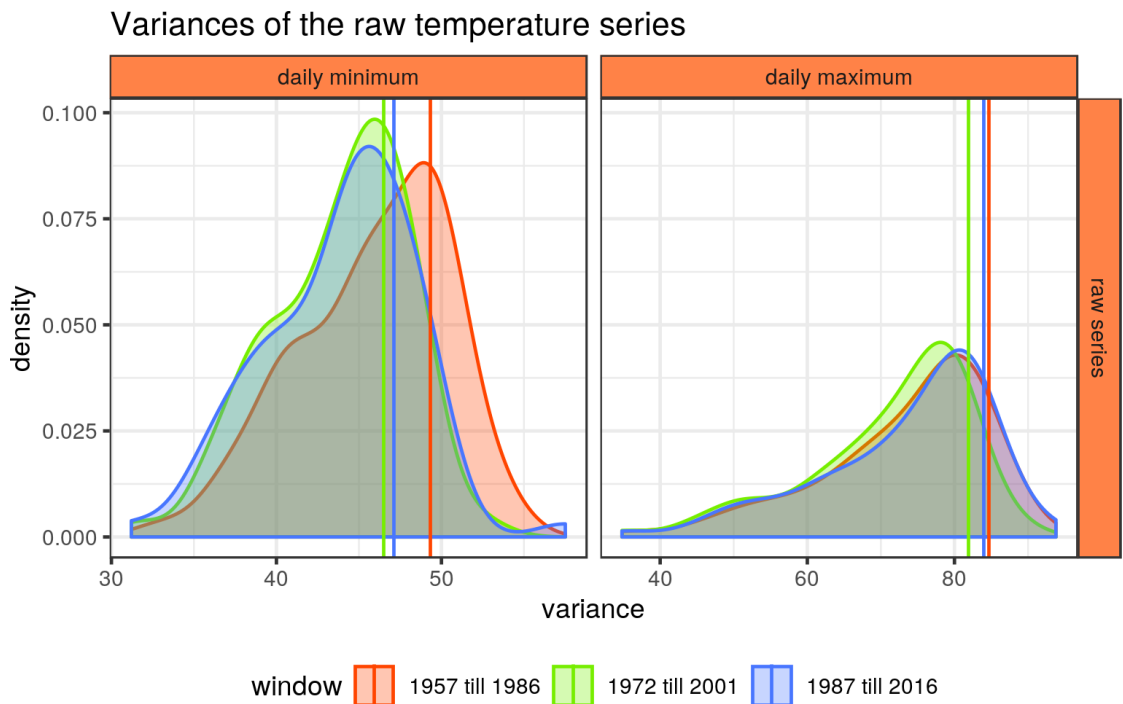 Variances of the raw temperature series
daily minimum
daily maximum
raw series
density
0.100
0.075
0.050
0.025
0.000
30 40 50
40 60 80
variance
window 1957 till 1986 1972 till 2001 1987 till 2016